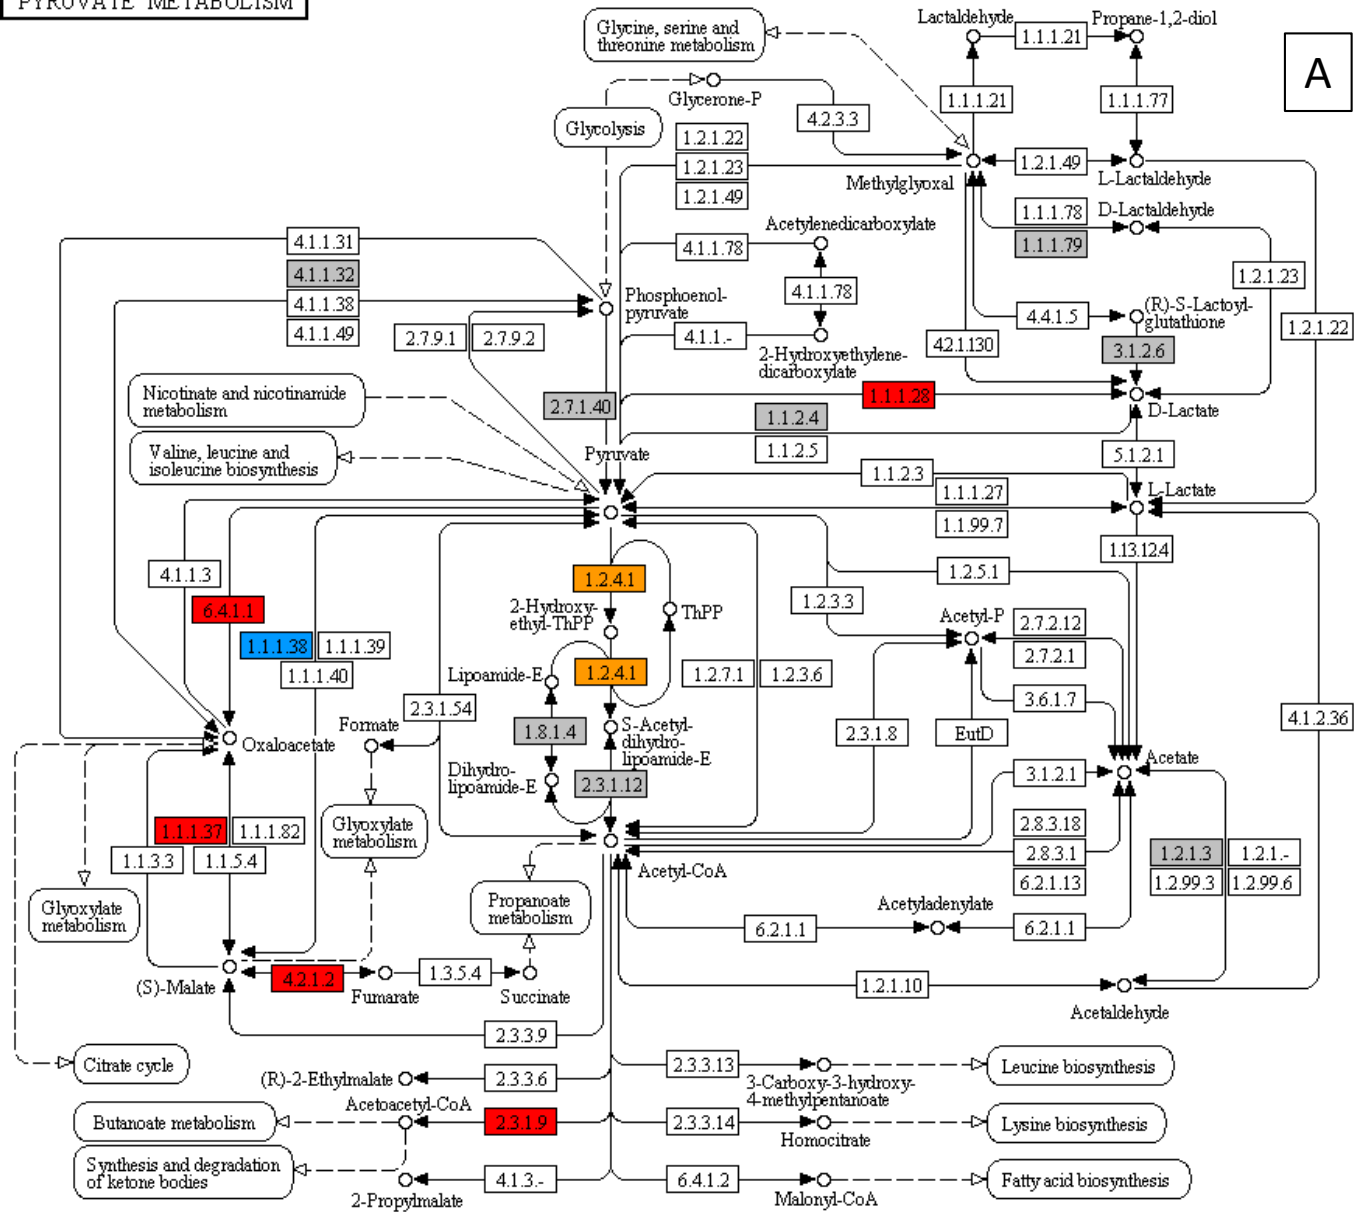 PYRUVATE METABOLISM
A
Glycine, serine and
threonine metabolism
Lactaldehyde
Propane-1,2-diol
1.1.1.21
Glycerone-P
4.2.3.3
1.1.1.21
1.1.1.77
Glycolysis
1.2.1.22
1.2.1.23
1.2.1.49
Methylglyoxal
1.2.1.49
L-Lactaldehyde
Acetylenedicarboxylate
1.1.1.78
1.1.1.79
D-Lactaldehyde
4.1.1.31
4.1.1.32
4.1.1.38
4.1.1.49
4.1.1.78
4.1.1.78
1.2.1.23
Phosphoenol-
pyruvate
2.7.9.1
2.7.9.2
4.1.1.-
2-Hydroxyethylene-
dicarboxylate
4.4.1.5
(R)-S-Lactoyl-
glutathione
1.2.1.22
4.2.1.130
3.1.2.6
Nicotinate and nicotinamide
metabolism
2.7.1.40
1.1.1.28
D-Lactate
1.1.2.4
1.1.2.5
Valine, leucine and
isoleucine biosynthesis
Pyruvate
5.1.2.1
1.1.2.3
1.1.1.27
1.1.99.7
L-Lactate
1.13.12.4
4.1.1.3
1.2.4.1
1.2.5.1
6.4.1.1
2-Hydroxy-
ethyl-ThPP
ThPP
1.2.3.3
Acetyl-P
2.7.2.12
2.7.2.1
1.1.1.38
1.1.1.39
1.1.1.40
Lipoamide-E
1.2.4.1
1.2.7.1
1.2.3.6
3.6.1.7
2.3.1.54
Formate
1.8.1.4
S-Acetyl-
dihydro-
lipoamide-E
2.3.1.8
EutD
4.1.2.36
Oxaloacetate
Dihydro-
lipoamide-E
2.3.1.12
3.1.2.1
Acetate
1.1.1.37
1.1.1.82
1.1.3.3
1.1.5.4
Glyoxylate
metabolism
2.8.3.18
2.8.3.1
6.2.1.13
1.2.1.3
1.2.1.-
1.2.99.3
1.2.99.6
Acetyl-CoA
Glyoxylate
metabolism
Propanoate
metabolism
Acetyladenylate
6.2.1.1
6.2.1.1
(S)-Malate
4.2.1.2
Fumarate
1.3.5.4
Succinate
1.2.1.10
Acetaldehyde
2.3.3.9
Citrate cycle
(R)-2-Ethylmalate
2.3.3.6
2.3.3.13
3-Carboxy-3-hydroxy-
4-methylpentanoate
Leucine biosynthesis
Butanoate metabolism
Acetoacetyl-CoA
2.3.1.9
2.3.3.14
Homocitrate
Lysine biosynthesis
Synthesis and degradation
of ketone bodies
2-Propylmalate
4.1.3.-
6.4.1.2
Malonyl-CoA
Fatty acid biosynthesis